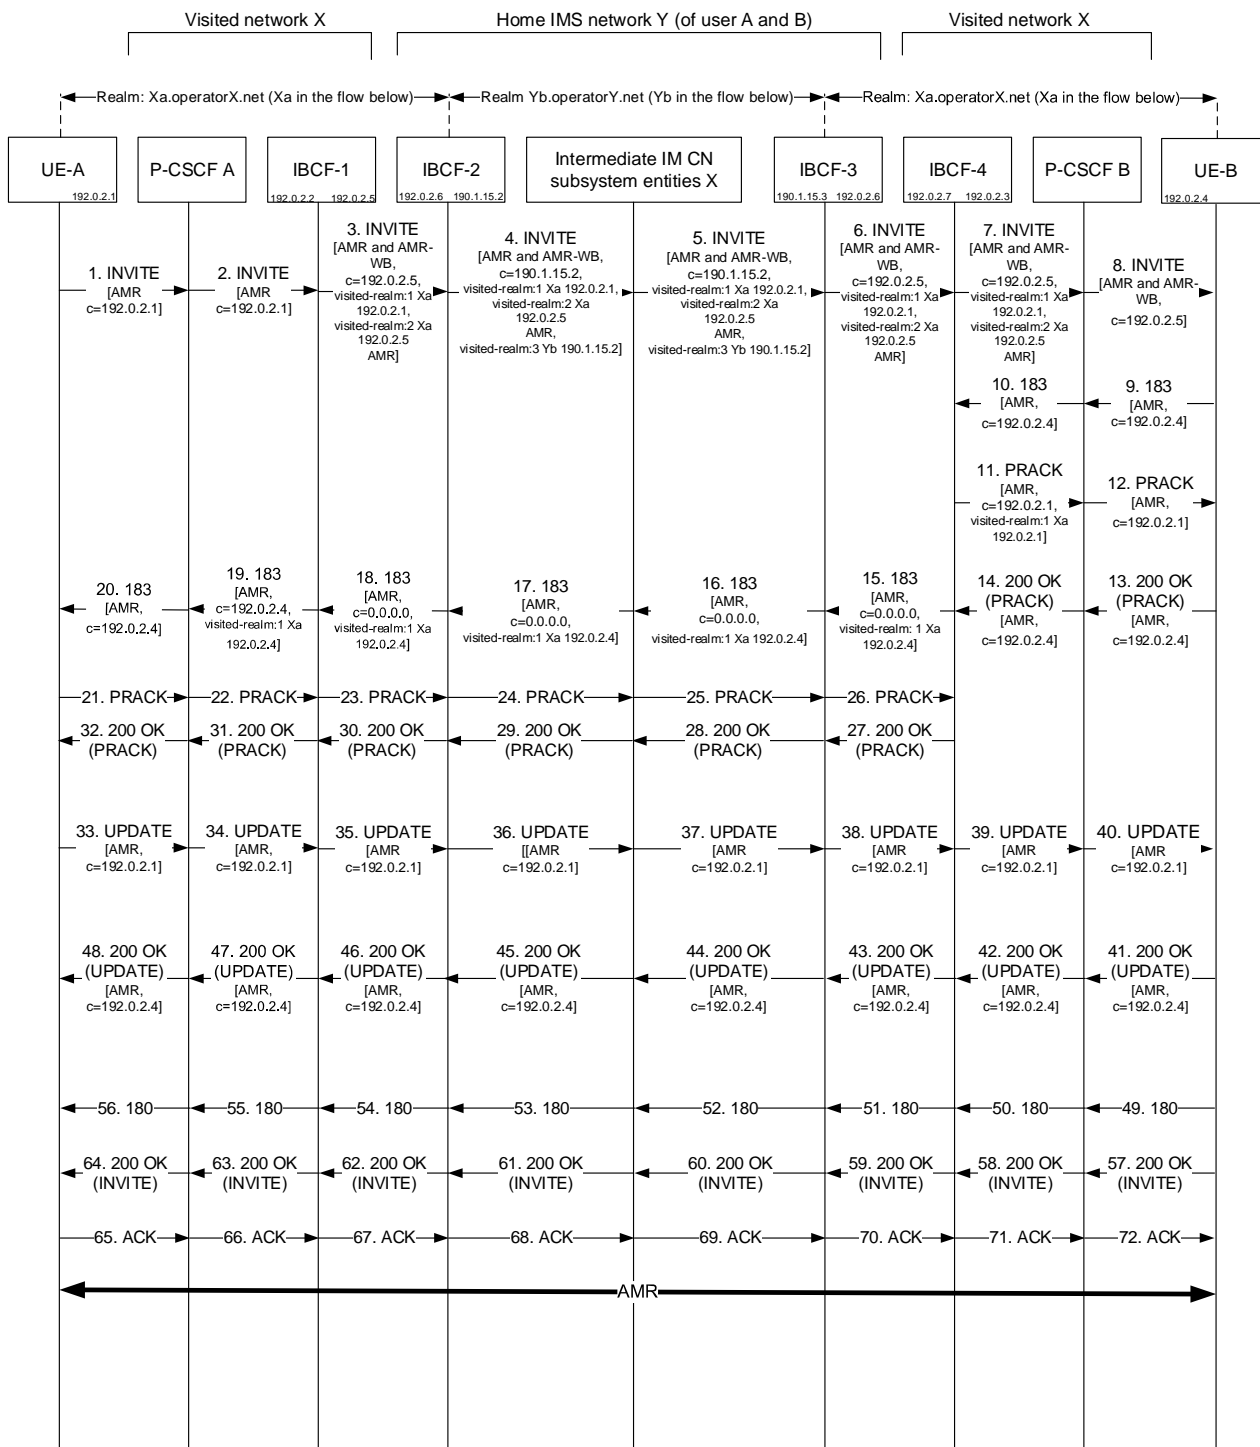 Visited network X
Home IMS network Y (of user A and B)
Visited network X
Realm: Xa.operatorX.net (Xa in the flow below)
Realm Yb.operatorY.net (Yb in the flow below)
Realm: Xa.operatorX.net (Xa in the flow below)
UE-A
192.0.2.1
P-CSCF A
IBCF-1
192.0.2.2
192.0.2.5
IBCF-2
192.0.2.6
190.1.15.2
Intermediate IM CN
subsystem entities X
IBCF-3
190.1.15.3
192.0.2.6
IBCF-4
192.0.2.7
192.0.2.3
P-CSCF B
UE-B
192.0.2.4
1. INVITE
[AMR
c=192.0.2.1]
2. INVITE
[AMR
c=192.0.2.1]
3. INVITE
[AMR and AMR-
WB,
c=192.0.2.5,
visited-realm:1 Xa
192.0.2.1,
visited-realm:2 Xa
192.0.2.5
AMR]
4. INVITE
[AMR and AMR-WB,
c=190.1.15.2,
visited-realm:1 Xa 192.0.2.1,
visited-realm:2 Xa
192.0.2.5
AMR,
visited-realm:3 Yb 190.1.15.2]
5. INVITE
[AMR and AMR-WB,
c=190.1.15.2,
visited-realm:1 Xa 192.0.2.1,
visited-realm:2 Xa
192.0.2.5
AMR,
visited-realm:3 Yb 190.1.15.2]
6. INVITE
[AMR and AMR-
WB,
c=192.0.2.5,
visited-realm:1 Xa
192.0.2.1,
visited-realm:2 Xa
192.0.2.5
AMR]
7. INVITE
[AMR and AMR-
WB,
c=192.0.2.5,
visited-realm:1 Xa
192.0.2.1,
visited-realm:2 Xa
192.0.2.5
AMR]
8. INVITE
[AMR and AMR-
WB,
c=192.0.2.5]
10. 183
[AMR,
c=192.0.2.4]
9. 183
[AMR,
c=192.0.2.4]
11. PRACK
[AMR,
c=192.0.2.1,
visited-realm:1 Xa
192.0.2.1]
12. PRACK
[AMR,
c=192.0.2.1]
20. 183
[AMR,
c=192.0.2.4]
19. 183
[AMR,
c=192.0.2.4,
visited-realm:1 Xa
192.0.2.4]
18. 183
[AMR,
c=0.0.0.0,
visited-realm:1 Xa
192.0.2.4]
17. 183
[AMR,
c=0.0.0.0,
visited-realm:1 Xa 192.0.2.4]
16. 183
[AMR,
c=0.0.0.0,
visited-realm:1 Xa 192.0.2.4]
15. 183
[AMR,
c=0.0.0.0,
visited-realm: 1 Xa
192.0.2.4]
14. 200 OK
(PRACK)
[AMR,
c=192.0.2.4]
13. 200 OK
(PRACK)
[AMR,
c=192.0.2.4]
21. PRACK
22. PRACK
23. PRACK
24. PRACK
25. PRACK
26. PRACK
32. 200 OK
(PRACK)
31. 200 OK
(PRACK)
30. 200 OK
(PRACK)
29. 200 OK
(PRACK)
28. 200 OK
(PRACK)
27. 200 OK
(PRACK)
33. UPDATE
[AMR,
c=192.0.2.1]
34. UPDATE
[AMR,
c=192.0.2.1]
35. UPDATE
[AMR
c=192.0.2.1]
36. UPDATE
[[AMR
c=192.0.2.1]
37. UPDATE
[AMR
c=192.0.2.1]
38. UPDATE
[AMR
c=192.0.2.1]
39. UPDATE
[AMR
c=192.0.2.1]
40. UPDATE
[AMR
c=192.0.2.1]
48. 200 OK
(UPDATE)
[AMR,
c=192.0.2.4]
47. 200 OK
(UPDATE)
[AMR,
c=192.0.2.4]
46. 200 OK
(UPDATE)
[AMR,
c=192.0.2.4]
45. 200 OK
(UPDATE)
[AMR,
c=192.0.2.4]
44. 200 OK
(UPDATE)
[AMR,
c=192.0.2.4]
43. 200 OK
(UPDATE)
[AMR,
c=192.0.2.4]
42. 200 OK
(UPDATE)
[AMR,
c=192.0.2.4]
41. 200 OK
(UPDATE)
[AMR,
c=192.0.2.4]
56. 180
55. 180
54. 180
53. 180
52. 180
51. 180
50. 180
49. 180
64. 200 OK
(INVITE)
63. 200 OK
(INVITE)
62. 200 OK
(INVITE)
61. 200 OK
(INVITE)
60. 200 OK
(INVITE)
59. 200 OK
(INVITE)
58. 200 OK
(INVITE)
57. 200 OK
(INVITE)
65. ACK
66. ACK
67. ACK
68. ACK
69. ACK
70. ACK
71. ACK
72. ACK
AMR